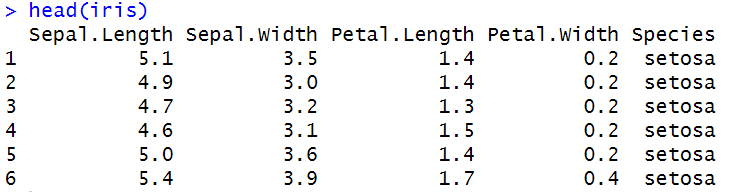 > head(iris)
Sepal.Length Sepal.Width Petal.Length Petal.Width Species
1 5.1 3.5 1.4 0.2 setosa
2 4.9 3.0 1.4 0.2 setosa
3 4.7 3.2 1.3 0.2 setosa
4 4.6 3.1 1.5 0.2 setosa
5 5.0 3.6 1.4 0.2 setosa
6 5.4 3.9 1.7 0.4 setosa